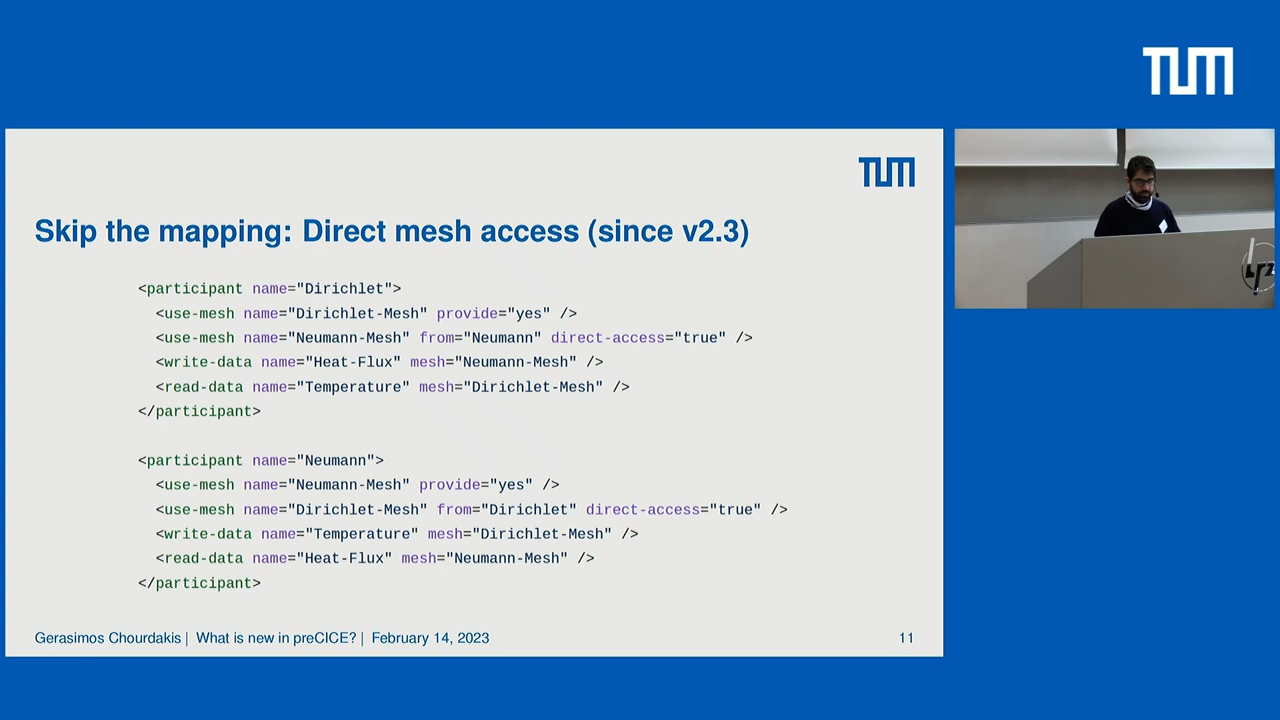 TUM
TUM
Skip the mapping: Direct mesh access (since v2.3)
<participant name="Dirichlet">
<use-mesh name="Dirichlet-Mesh" provide="yes" />
<use-mesh name="Neumann-Mesh" from="Neumann" direct-access="true" />
<write-data name="Heat-Flux" mesh="Neumann-Mesh" />
<read-data name="Temperature" mesh="Dirichlet-Mesh" />
</participant>
<participant name="Neumann">
<use-mesh name="Neumann-Mesh" provide="yes" />
<use-mesh name="Dirichlet-Mesh" from="Dirichlet" direct-access="true" />
<write-data name="Temperature" mesh="Dirichlet-Mesh" />
<read-data name="Heat-Flux" mesh="Neumann-Mesh" />
</participant>
Gerasimos Chourdakis | What is new in preCICE? | February 14, 2023
11
lrz